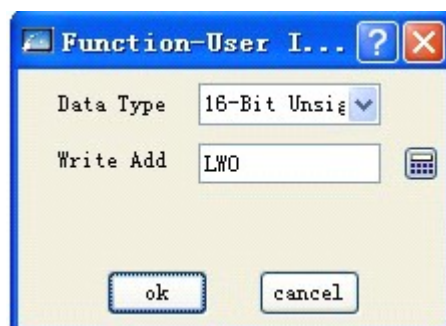 Function-User I...
Data Type 16-Bit Unsig
Write Add LW0
ok cancel